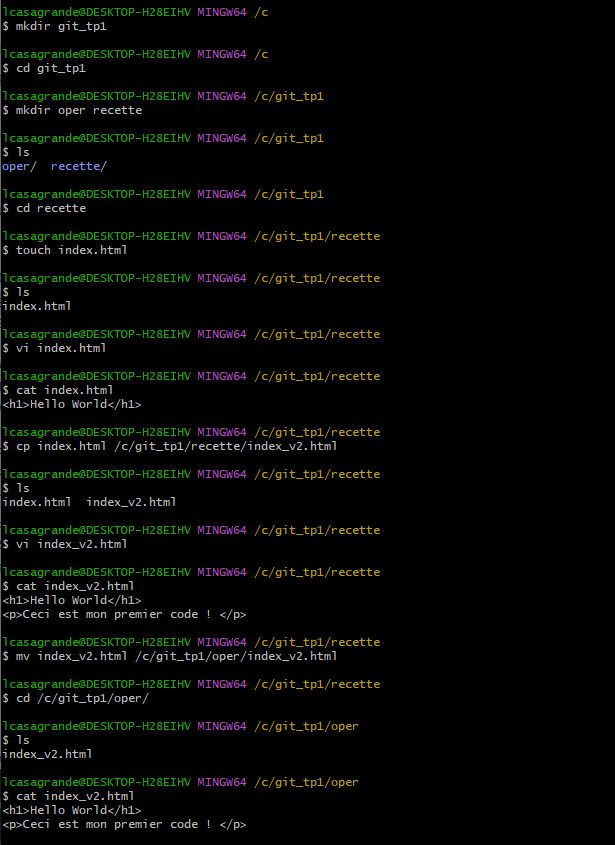 lcasagrande@DESKTOP-H28EIHV MINGW64 /c
$ mkdir git_tp1
lcasagrande@DESKTOP-H28EIHV MINGW64 /c
$ cd git_tp1
lcasagrande@DESKTOP-H28EIHV MINGW64 /c/git_tp1
$ mkdir oper recette
lcasagrande@DESKTOP-H28EIHV MINGW64 /c/git_tp1
$ ls
oper/  recette/
lcasagrande@DESKTOP-H28EIHV MINGW64 /c/git_tp1
$ cd recette
lcasagrande@DESKTOP-H28EIHV MINGW64 /c/git_tp1/recette
$ touch index.html
lcasagrande@DESKTOP-H28EIHV MINGW64 /c/git_tp1/recette
$ ls
index.html
lcasagrande@DESKTOP-H28EIHV MINGW64 /c/git_tp1/recette
$ vi index.html
lcasagrande@DESKTOP-H28EIHV MINGW64 /c/git_tp1/recette
$ cat index.html
<h1>Hello World</h1>
lcasagrande@DESKTOP-H28EIHV MINGW64 /c/git_tp1/recette
$ cp index.html /c/git_tp1/recette/index_v2.html
lcasagrande@DESKTOP-H28EIHV MINGW64 /c/git_tp1/recette
$ ls
index.html  index_v2.html
lcasagrande@DESKTOP-H28EIHV MINGW64 /c/git_tp1/recette
$ vi index_v2.html
lcasagrande@DESKTOP-H28EIHV MINGW64 /c/git_tp1/recette
$ cat index_v2.html
<h1>Hello World</h1>
<p>Ceci est mon premier code ! </p>
lcasagrande@DESKTOP-H28EIHV MINGW64 /c/git_tp1/recette
$ mv index_v2.html /c/git_tp1/oper/index_v2.html
lcasagrande@DESKTOP-H28EIHV MINGW64 /c/git_tp1/recette
$ cd /c/git_tp1/oper/
lcasagrande@DESKTOP-H28EIHV MINGW64 /c/git_tp1/oper
$ ls
index_v2.html
lcasagrande@DESKTOP-H28EIHV MINGW64 /c/git_tp1/oper
$ cat index_v2.html
<h1>Hello World</h1>
<p>Ceci est mon premier code ! </p>